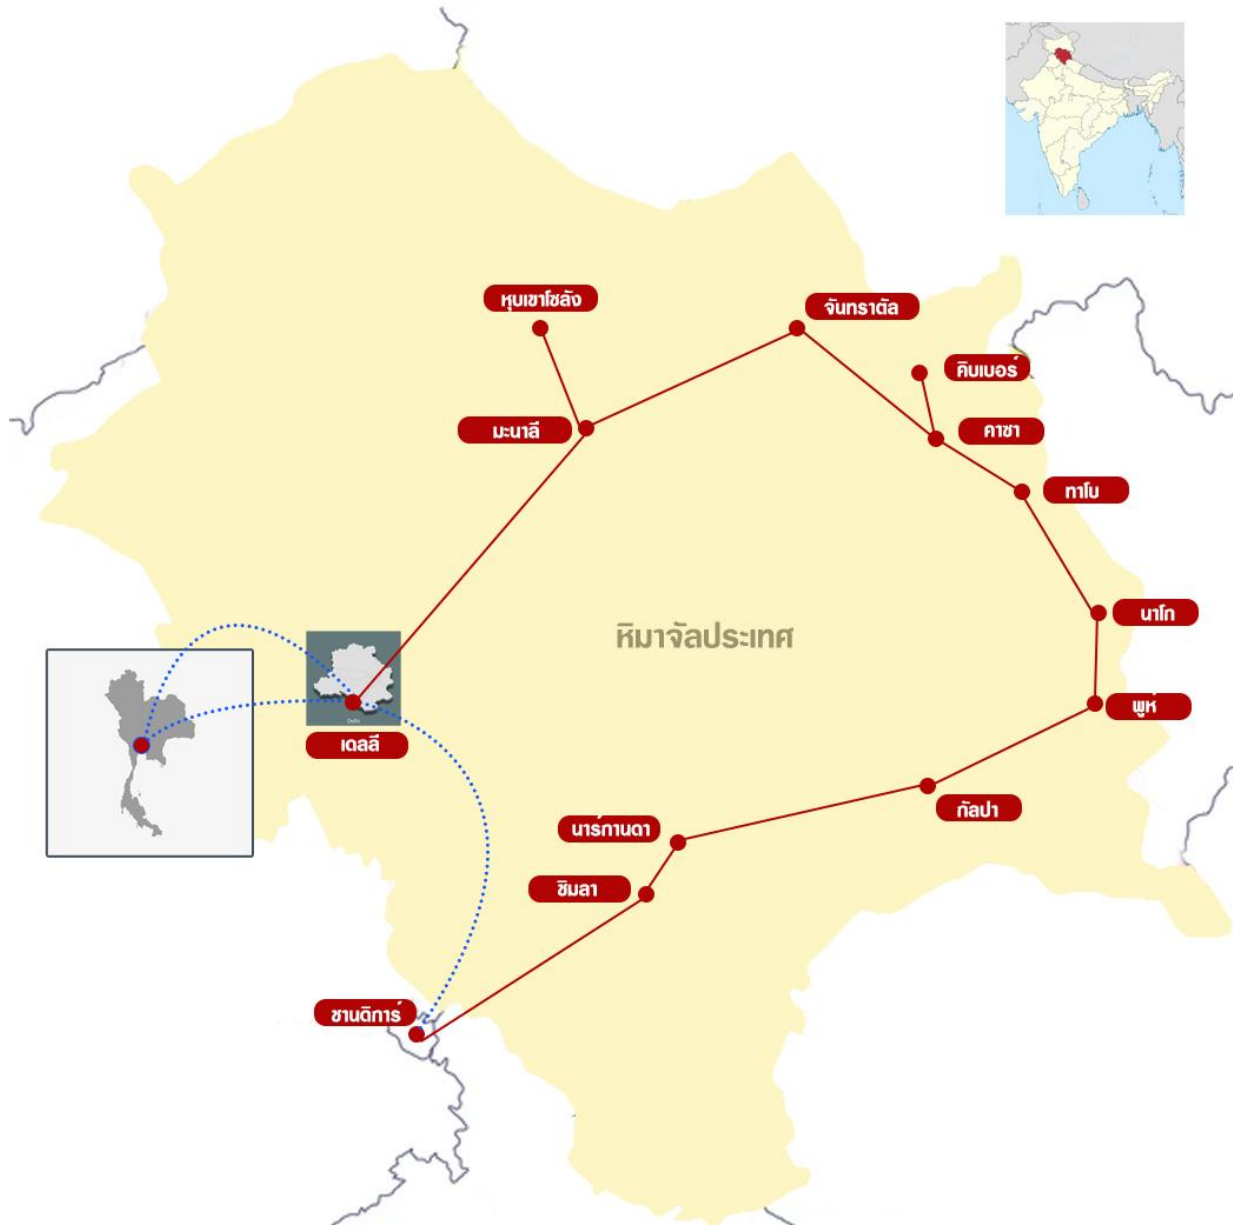 หุบเขาโซลัง
จันทราตัล
คิบเบอร์
มะนาลี
คาซา
ทาโบ
นาโก
หิมาจัลประเทศ
พูห์
Delhi
เดลลี
กัลปา
นาร์กานดา
ชิมลา
ชานดิการ์